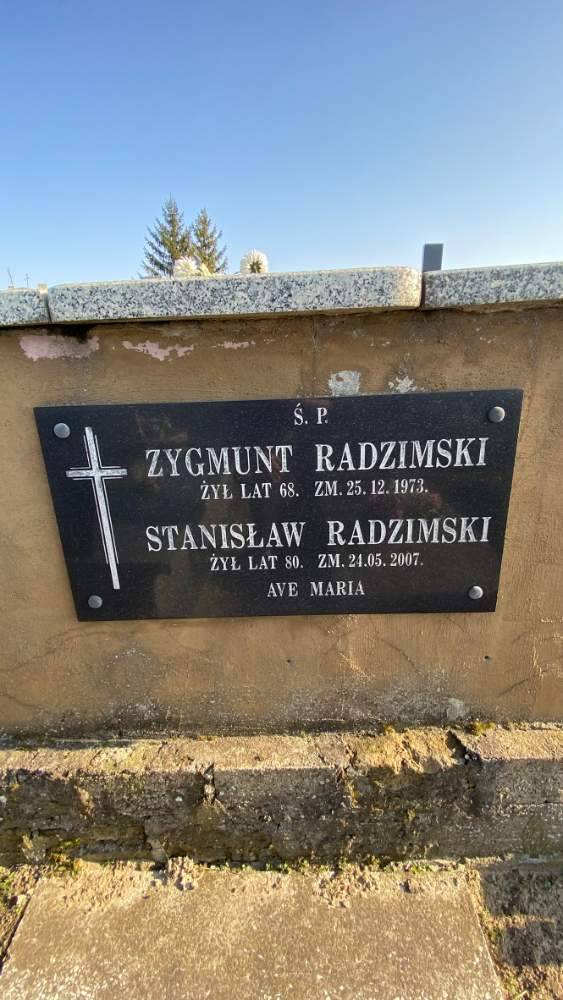 Ś. P.
ZYGMUNT RADZIMSKI
ŻYŁ LAT 68. ZM. 25. 12. 1973.
STANISŁAW RADZIMSKI
ŻYŁ LAT 80. ZM. 24.05. 2007.
AVE MARIA